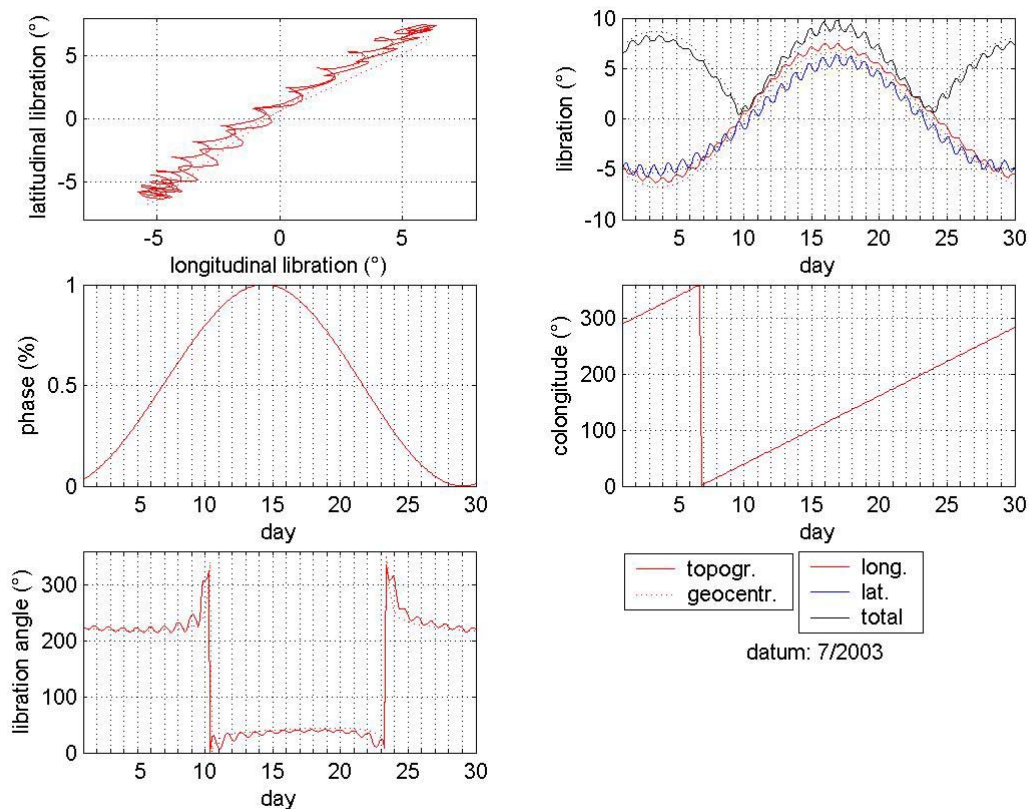 latitudinal libration (°)
5
0
-5
-5
0
5
longitudinal libration (°)
libration (°)
10
5
0
-5
-10
5
10
15
20
25
30
day
phase (%)
1
0.5
0
5
10
15
20
25
30
day
colongitude (°)
300
200
100
0
5
10
15
20
25
30
day
libration angle (°)
300
200
100
0
5
10
15
20
25
30
day
topogr.
geocentr.
long.
lat.
total
datum: 7/2003